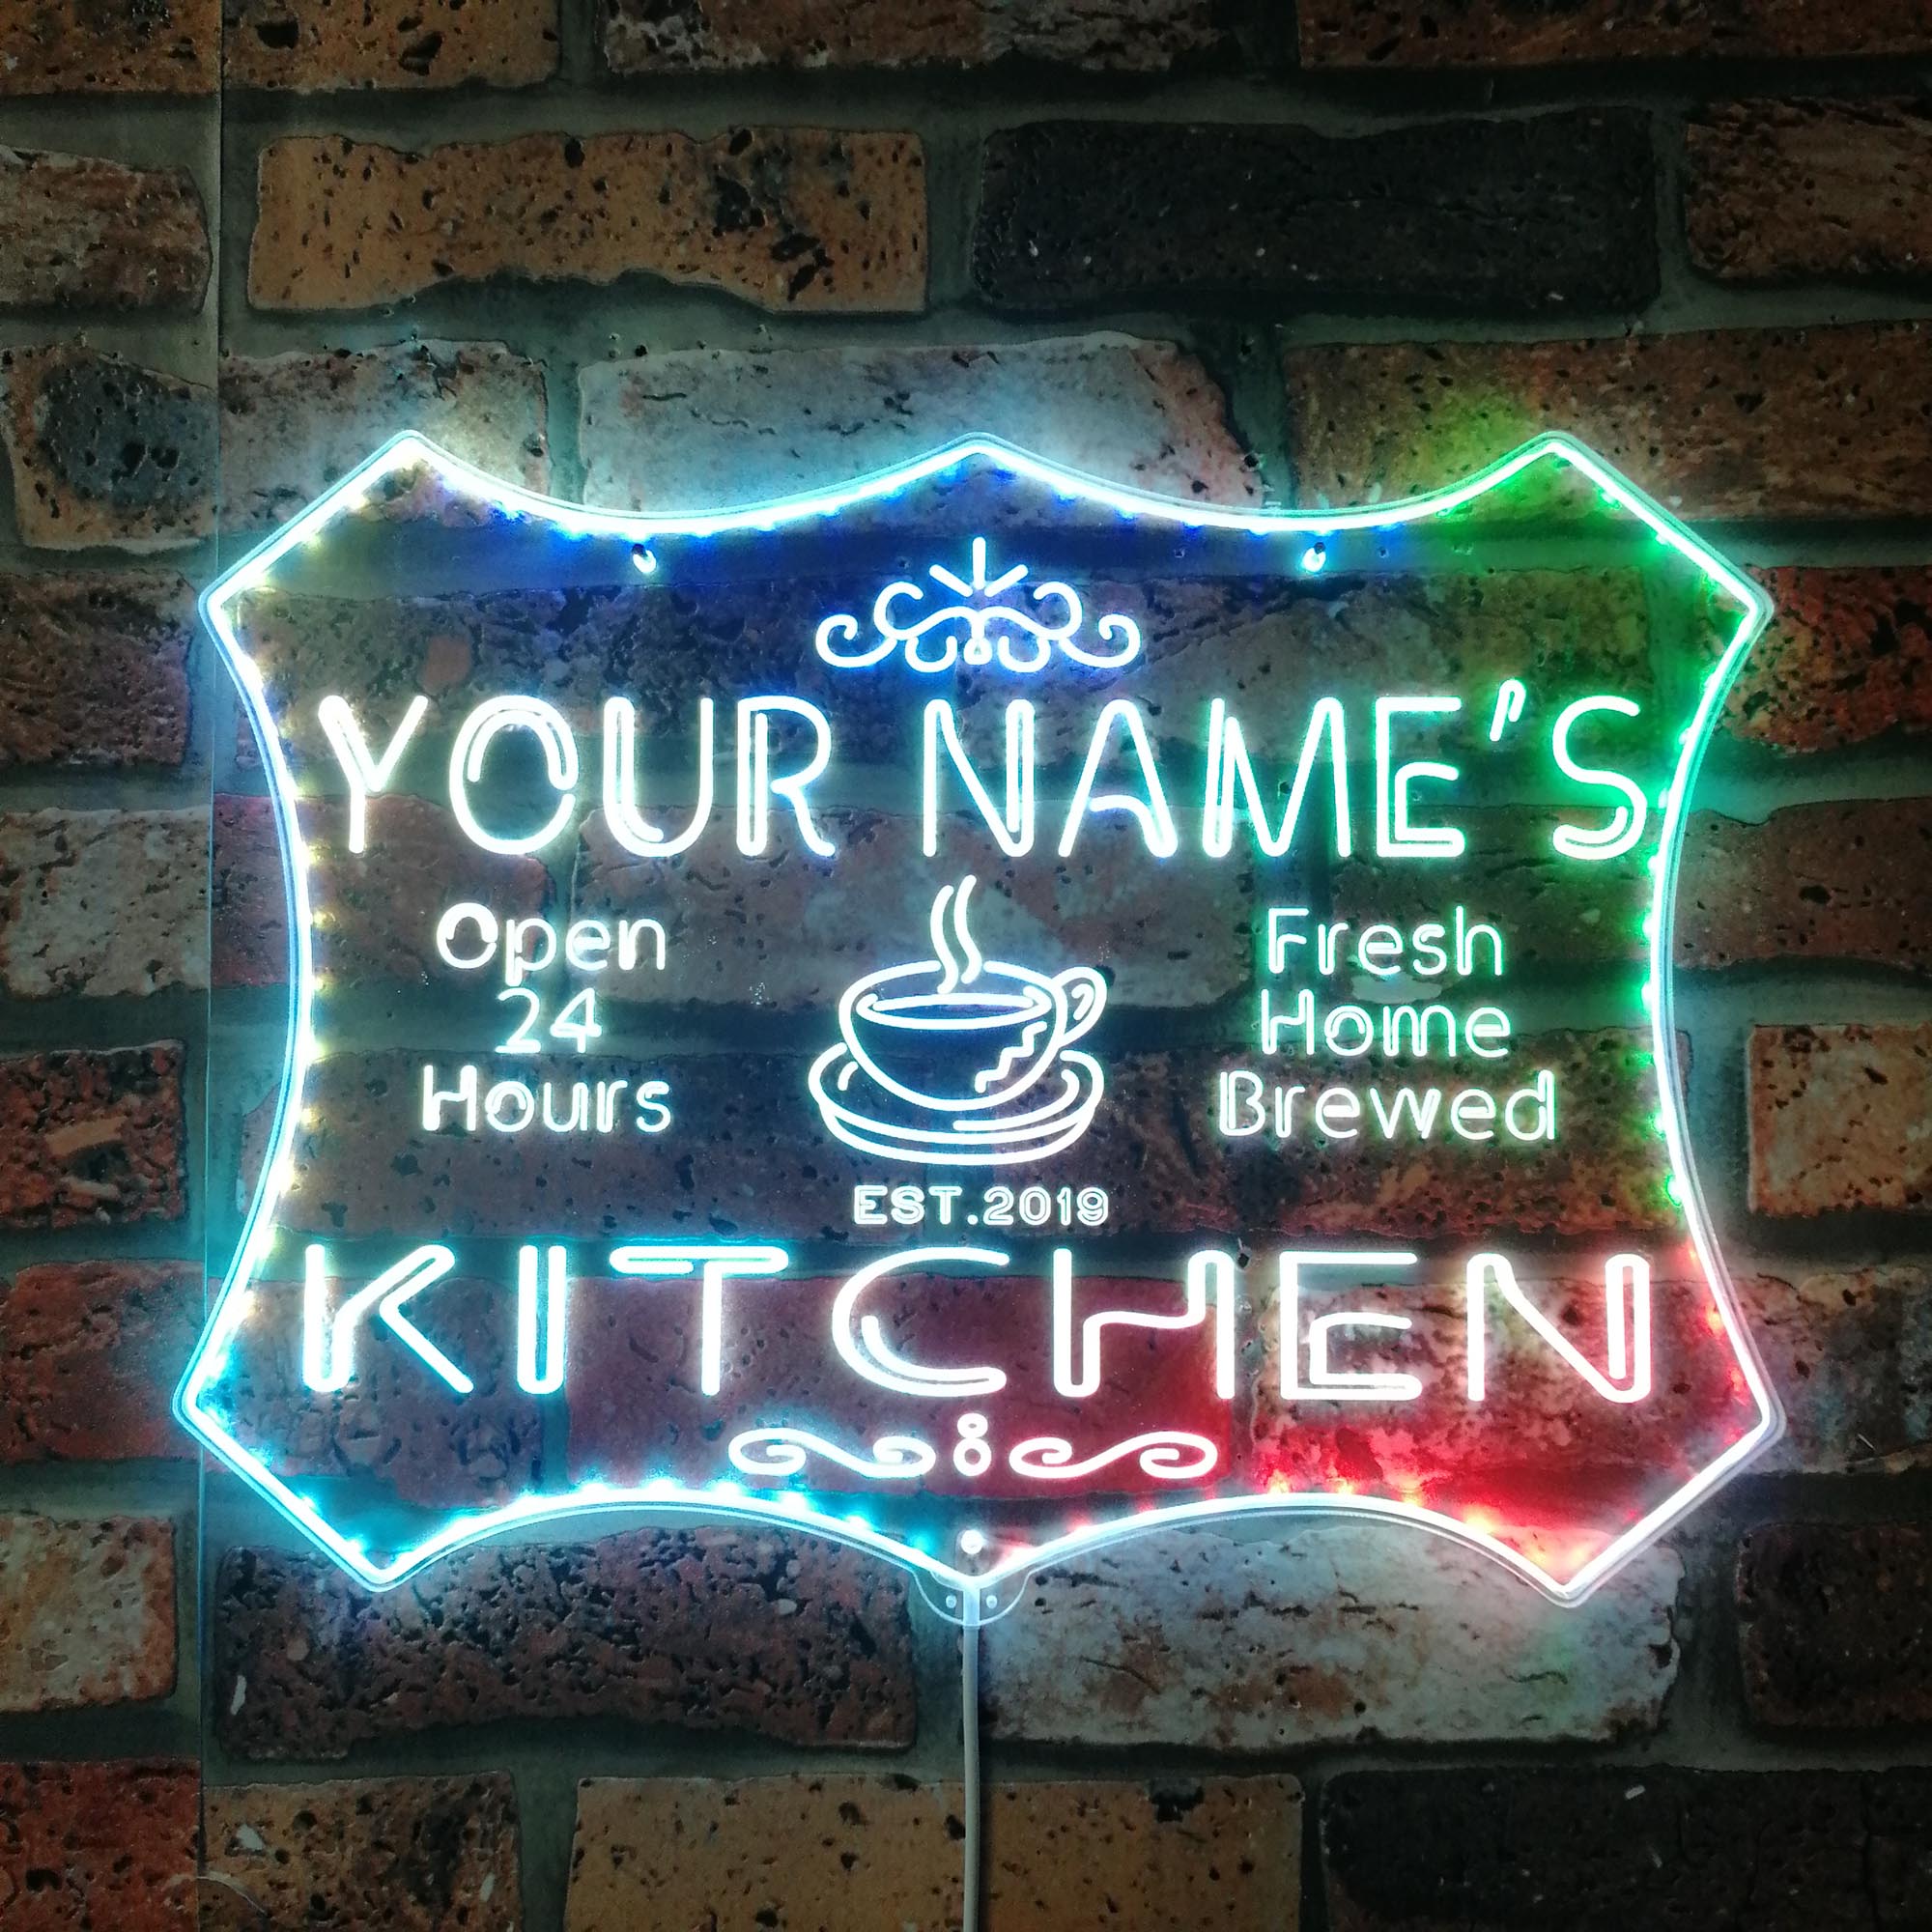 YOUR NAME'S
Open
24
Hours
Fresh
Home
Brewed
EST.2019
KITCHEN